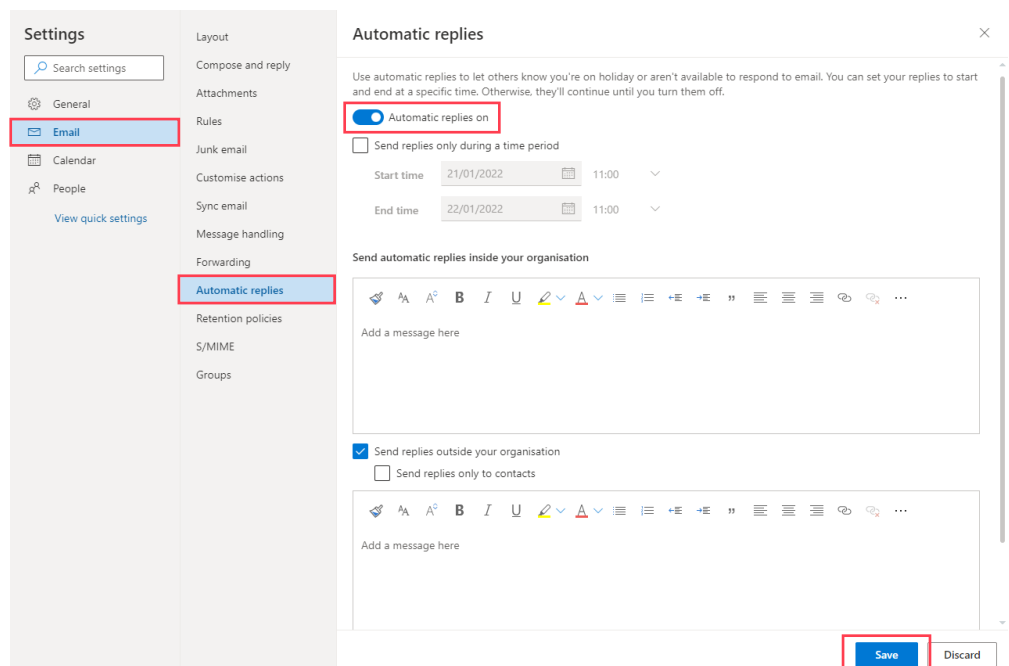 Settings
Search settings
General
Email
Calendar
People
View quick settings
Layout
Compose and reply
Attachments
Rules
Junk email
Customise actions
Sync email
Message handling
Forwarding
Automatic replies
Retention policies
S/MIME
Groups
Automatic replies
Use automatic replies to let others know you're on holiday or aren't available to respond to email. You can set your replies to start
and end at a specific time. Otherwise, they'll continue until you turn them off.
Automatic replies on
Send replies only during a time period
Start time 21/01/2022 11:00
End time 22/01/2022 11:00
Send automatic replies inside your organisation
Add a message here
Send replies outside your organisation
Send replies only to contacts
Add a message here
Save Discard